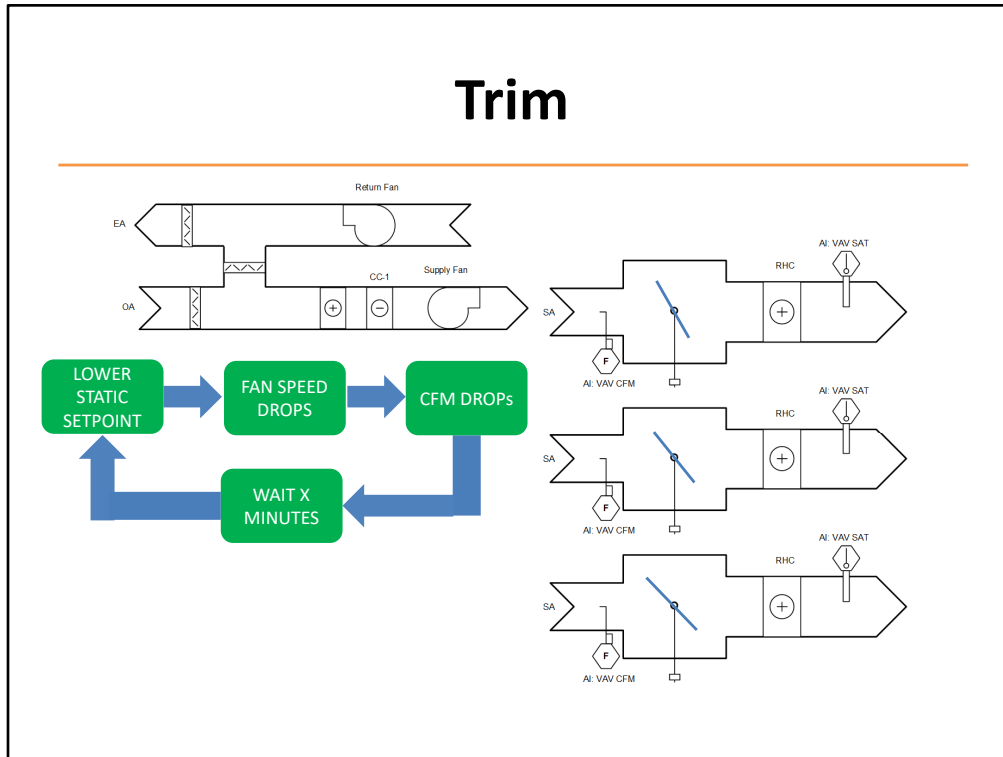 Trim
Return Fan
EA
CC-1
Supply Fan
OA
LOWER
STATIC
SETPOINT
FAN SPEED
DROPS
CFM DROPs
WAIT X
MINUTES
AI: VAV SAT
RHC
SA
F
AI: VAV CFM
AI: VAV SAT
RHC
SA
F
AI: VAV CFM
AI: VAV SAT
RHC
SA
F
AI: VAV CFM